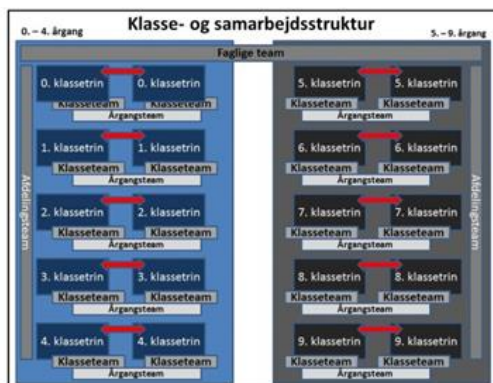 Klasse- og samarbejdsstruktur
0. – 4. årgang
5. – 9. årgang
Faglige team
Afdelingsteam
0. klassetrin 0. klassetrin
Klasseteam Klasseteam
Årgangsteam
1. klassetrin 1. klassetrin
Klasseteam Klasseteam
Årgangsteam
2. klassetrin 2. klassetrin
Klasseteam Klasseteam
Årgangsteam
3. klassetrin 3. klassetrin
Klasseteam Klasseteam
Årgangsteam
4. klassetrin 4. klassetrin
Klasseteam Klasseteam
Årgangsteam
5. klassetrin 5. klassetrin
Klasseteam Klasseteam
Årgangsteam
6. klassetrin 6. klassetrin
Klasseteam Klasseteam
Årgangsteam
7. klassetrin 7. klassetrin
Klasseteam Klasseteam
Årgangsteam
8. klassetrin 8. klassetrin
Klasseteam Klasseteam
Årgangsteam
9. klassetrin 9. klassetrin
Klasseteam Klasseteam
Årgangsteam
Afdelingsteam